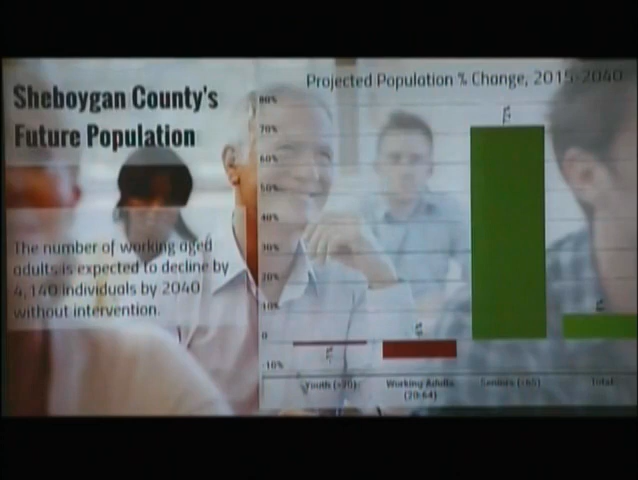 Sheboygan County's
Future Population
The number of working aged
adults is expected to decline by
4,140 individuals by 2040
without intervention.
Projected Population % Change, 2015-2040
80%
70%
60%
50%
40%
30%
20%
10%
0
-10%
Youth (<20)
Working Adults
(20-64)
Seniors
Total